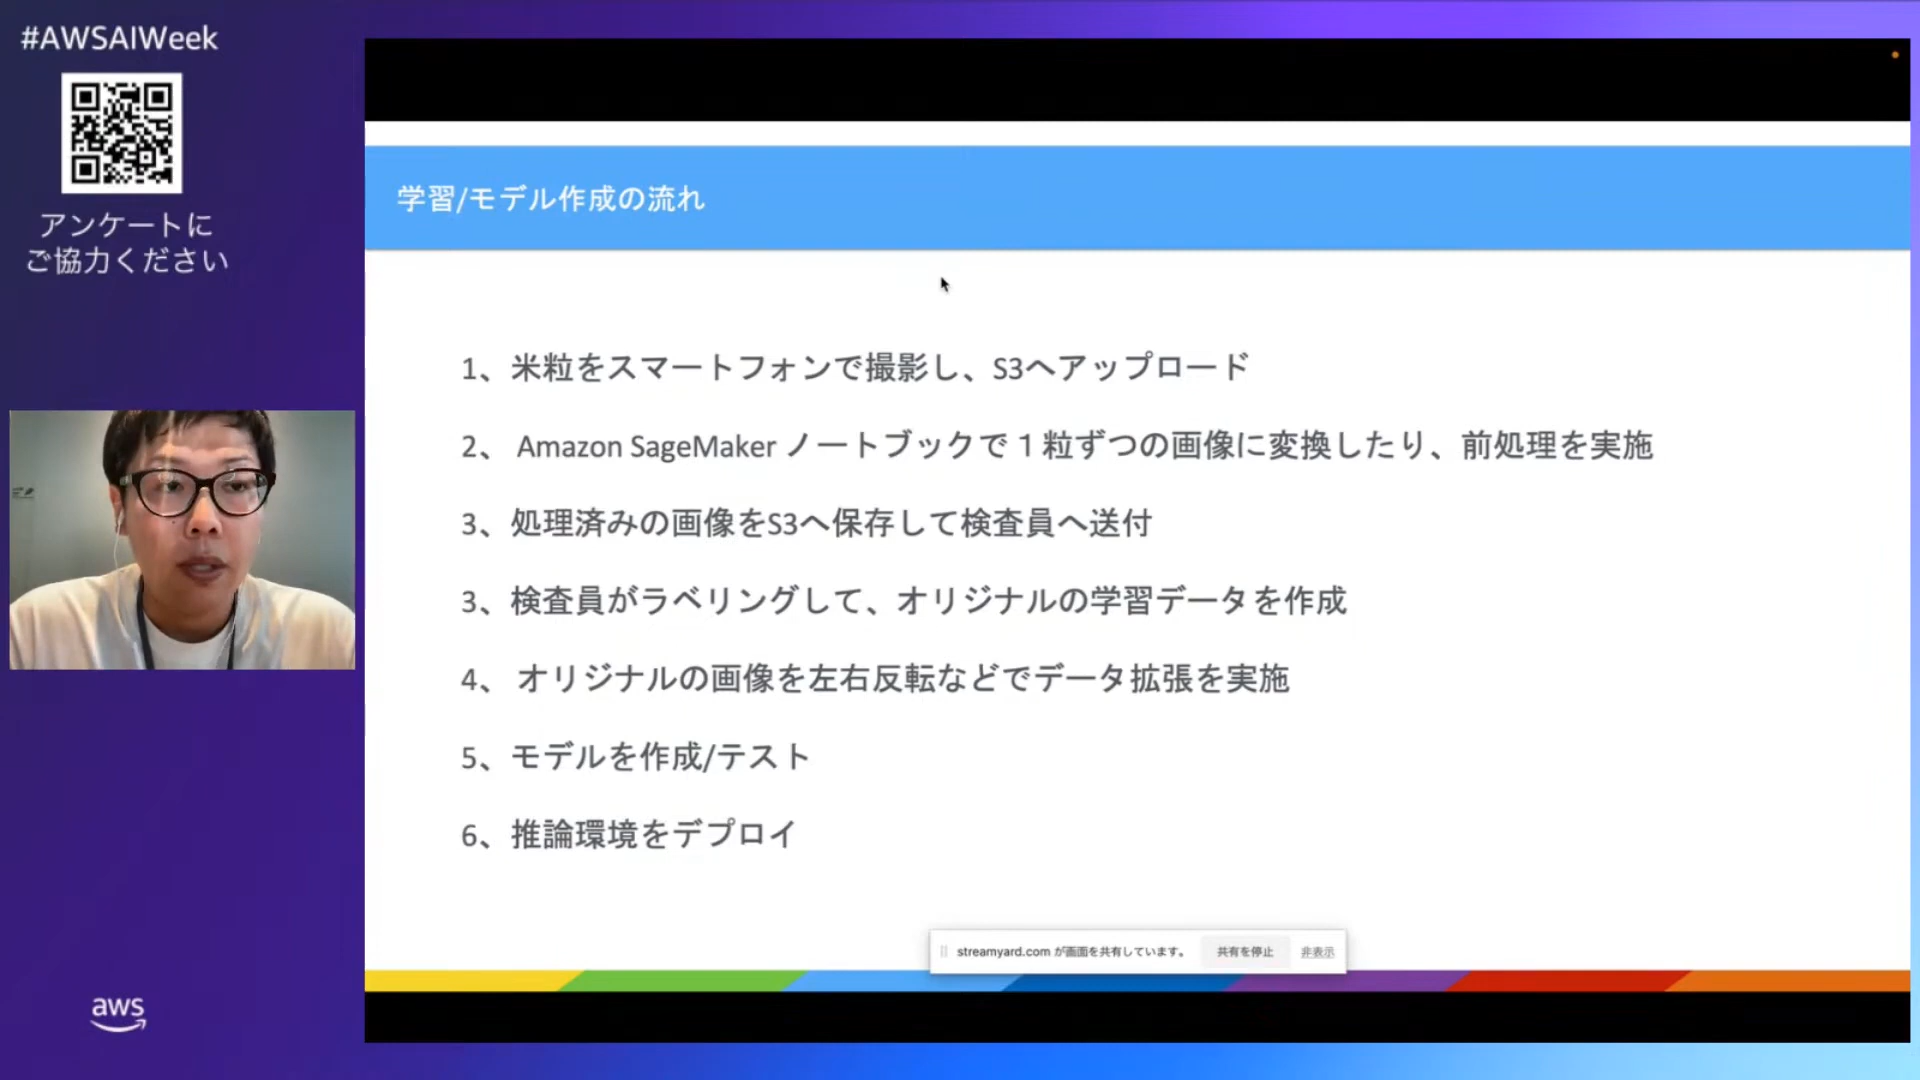 #AWSAIWeek
アンケートに
ご協力ください
aws
学習/モデル作成の流れ
1、米粒をスマートフォンで撮影し、S3へアップロード
2、 Amazon SageMaker ノートブックで１粒ずつの画像に変換したり、前処理を実施
3、処理済みの画像をS3へ保存して検査員へ送付
3、検査員がラベリングして、オリジナルの学習データを作成
4、 オリジナルの画像を左右反転などでデータ拡張を実施
5、モデルを作成/テスト
6、推論環境をデプロイ
streamyard.com が画面を共有しています。 共有を停止 非表示